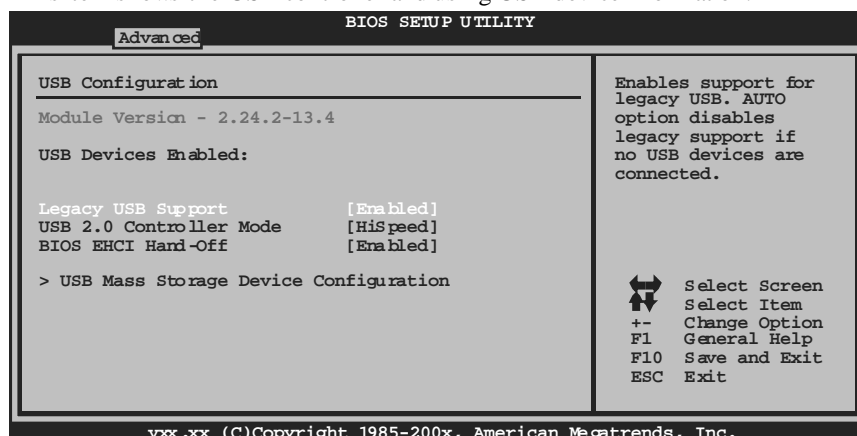 BIOS SETUP UTILITY
Advanced
USB Configuration
Module Version - 2.24.2-13.4
USB Devices Enabled:
Legacy USB Support [Enabled]
USB 2.0 Controller Mode [HiSpeed]
BIOS EHCI Hand-Off [Enabled]
> USB Mass Storage Device Configuration
Enables support for
legacy USB. AUTO
option disables
legacy support if
no USB devices are
connected.
Select Screen
Select Item
+- Change Option
F1 General Help
F10 Save and Exit
ESC Exit
vxx.xx (C)Copyright 1985-200x, American Megatrends, Inc.